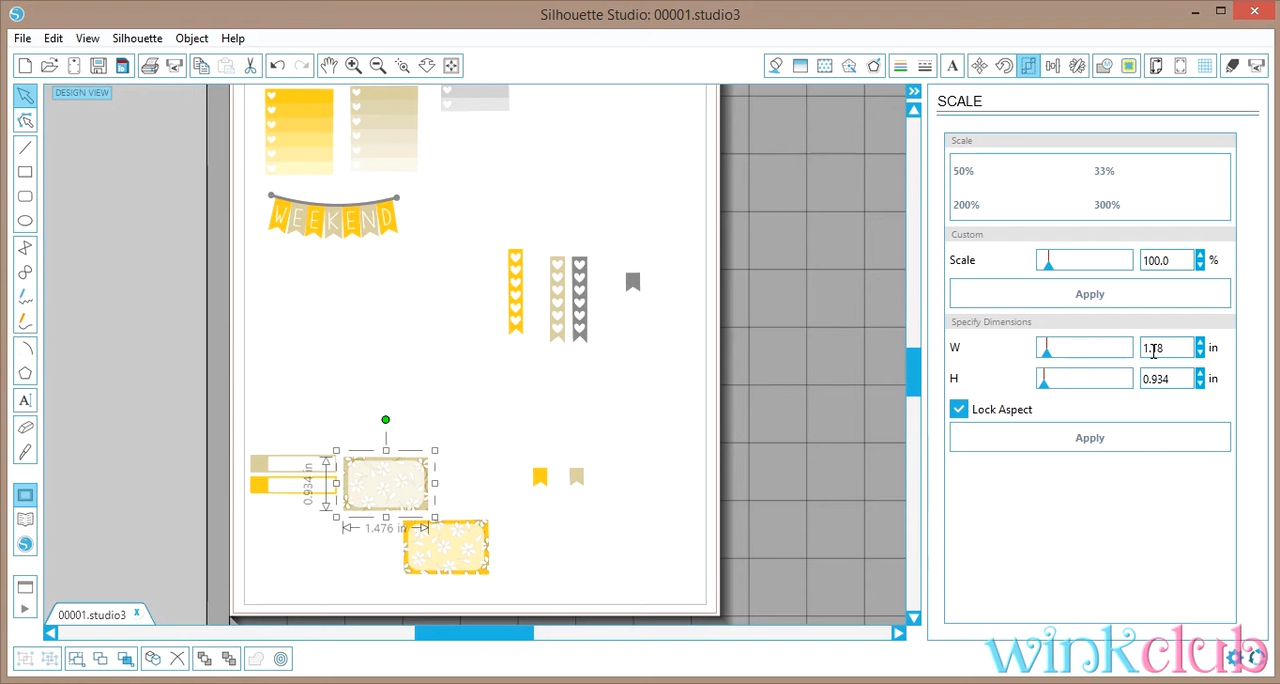 Silhouette Studio: 00001.studio3
File Edit View Silhouette Object Help
DESIGN VIEW
SCALE
Scale
50% 33%
200% 300%
Custom
Scale 100.0 %
Apply
Specify Dimensions
W in
H 0.934 in
Lock Aspect
Apply
WEEKEND
0.934 in
1.476 in
00001.studio3 x
winkclub